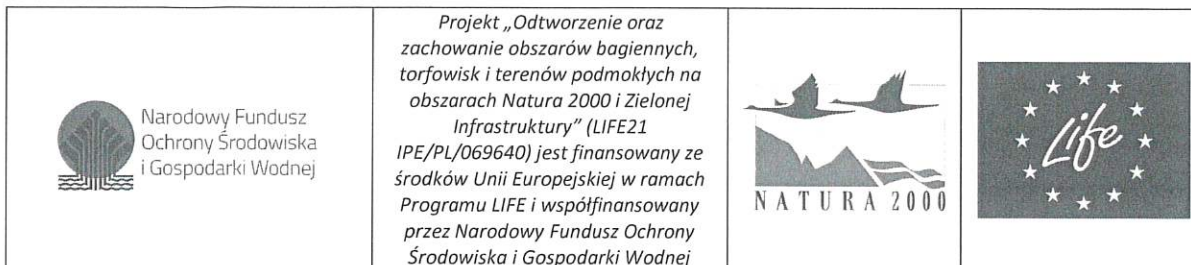 Narodowy Fundusz
Ochrony Środowiska
i Gospodarki Wodnej
Projekt „Odtworzenie oraz
zachowanie obszarów bagiennych,
torfowisk i terenów podmokłych na
obszarach Natura 2000 i Zielonej
Infrastruktury” (LIFE21
IPE/PL/069640) jest finansowany ze
środków Unii Europejskiej w ramach
Programu LIFE i współfinansowany
przez Narodowy Fundusz Ochrony
Środowiska i Gospodarki Wodnej
NATURA 2000
Life